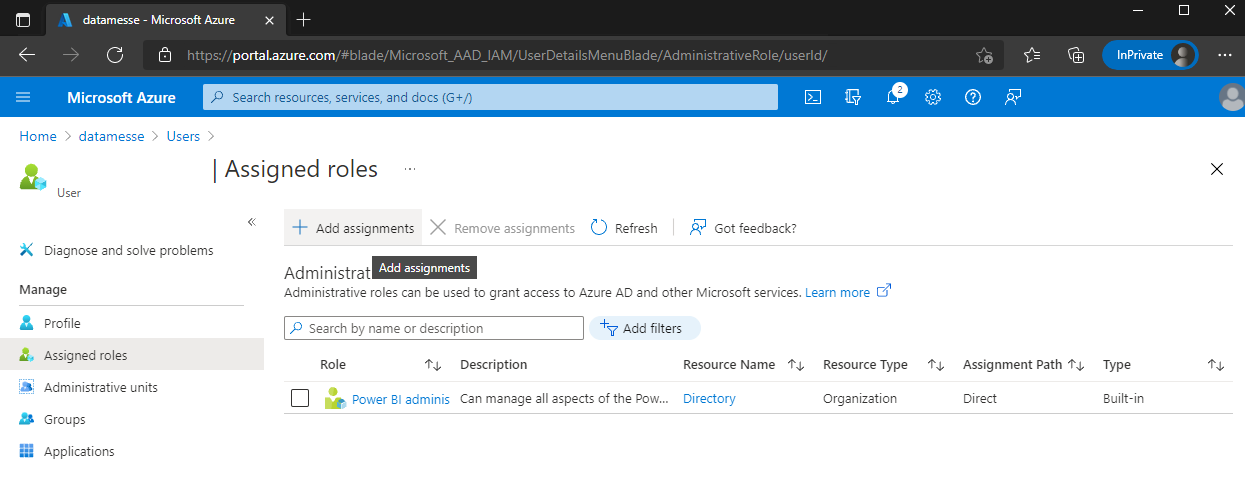 datamesse - Microsoft Azure
https://portal.azure.com/#blade/Microsoft_AAD_IAM/UserDetailsMenuBlade/AdministrativeRole/userId/
InPrivate
Microsoft Azure
Search resources, services, and docs (G+/)
2
Home > datamesse > Users >
| Assigned roles ...
User
«
Add assignments Remove assignments Refresh Got feedback?
Diagnose and solve problems
Add assignments
Administrat
Manage
Administrative roles can be used to grant access to Azure AD and other Microsoft services. Learn more
Profile
Search by name or description
Add filters
Assigned roles
Role Description Resource Name Resource Type Assignment Path Type
Administrative units
Power BI adminis Can manage all aspects of the Pow... Directory Organization Direct Built-in
Groups
Applications